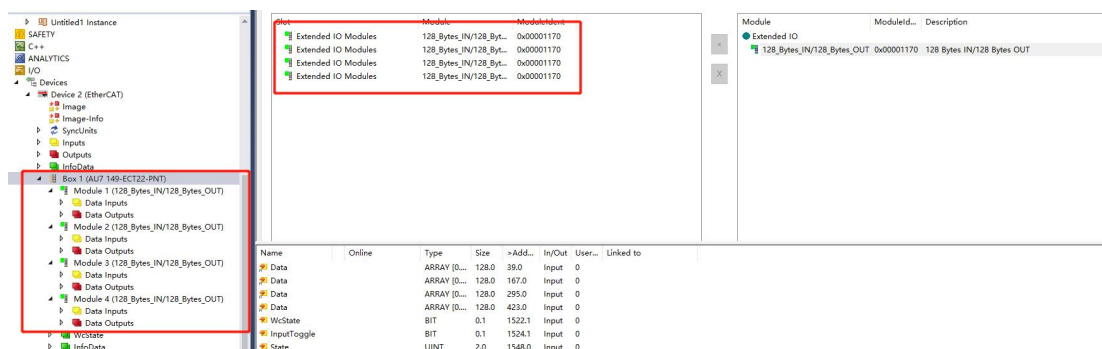 Untitled1 Instance
SAFETY
C++
ANALYTICS
I/O
Devices
Device 2 (EtherCAT)
Image
Image-Info
SyncUnits
Inputs
Outputs
InfoData
Box 1 (AU7 149-ECT22-PNT)
Module 1 (128_Bytes_IN/128_Bytes_OUT)
Data Inputs
Data Outputs
Module 2 (128_Bytes_IN/128_Bytes_OUT)
Data Inputs
Data Outputs
Module 3 (128_Bytes_IN/128_Bytes_OUT)
Data Inputs
Data Outputs
Module 4 (128_Bytes_IN/128_Bytes_OUT)
Data Inputs
Data Outputs
WcState
InfoData
Slot Module ModuleIdent
Extended IO Modules 128_Bytes_IN/128_Byt... 0x00001170
Extended IO Modules 128_Bytes_IN/128_Byt... 0x00001170
Extended IO Modules 128_Bytes_IN/128_Byt... 0x00001170
Extended IO Modules 128_Bytes_IN/128_Byt... 0x00001170
<
X
Module ModuleId... Description
Extended IO
128_Bytes_IN/128_Bytes_OUT 0x00001170 128 Bytes IN/128 Bytes OUT
Name Online Type Size >Add... In/Out User... Linked to
Data ARRAY [0.... 128.0 39.0 Input 0
Data ARRAY [0.... 128.0 167.0 Input 0
Data ARRAY [0.... 128.0 295.0 Input 0
Data ARRAY [0.... 128.0 423.0 Input 0
WcState BIT 0.1 1522.1 Input 0
InputToggle BIT 0.1 1524.1 Input 0
State UINT 2.0 1548.0 Input 0